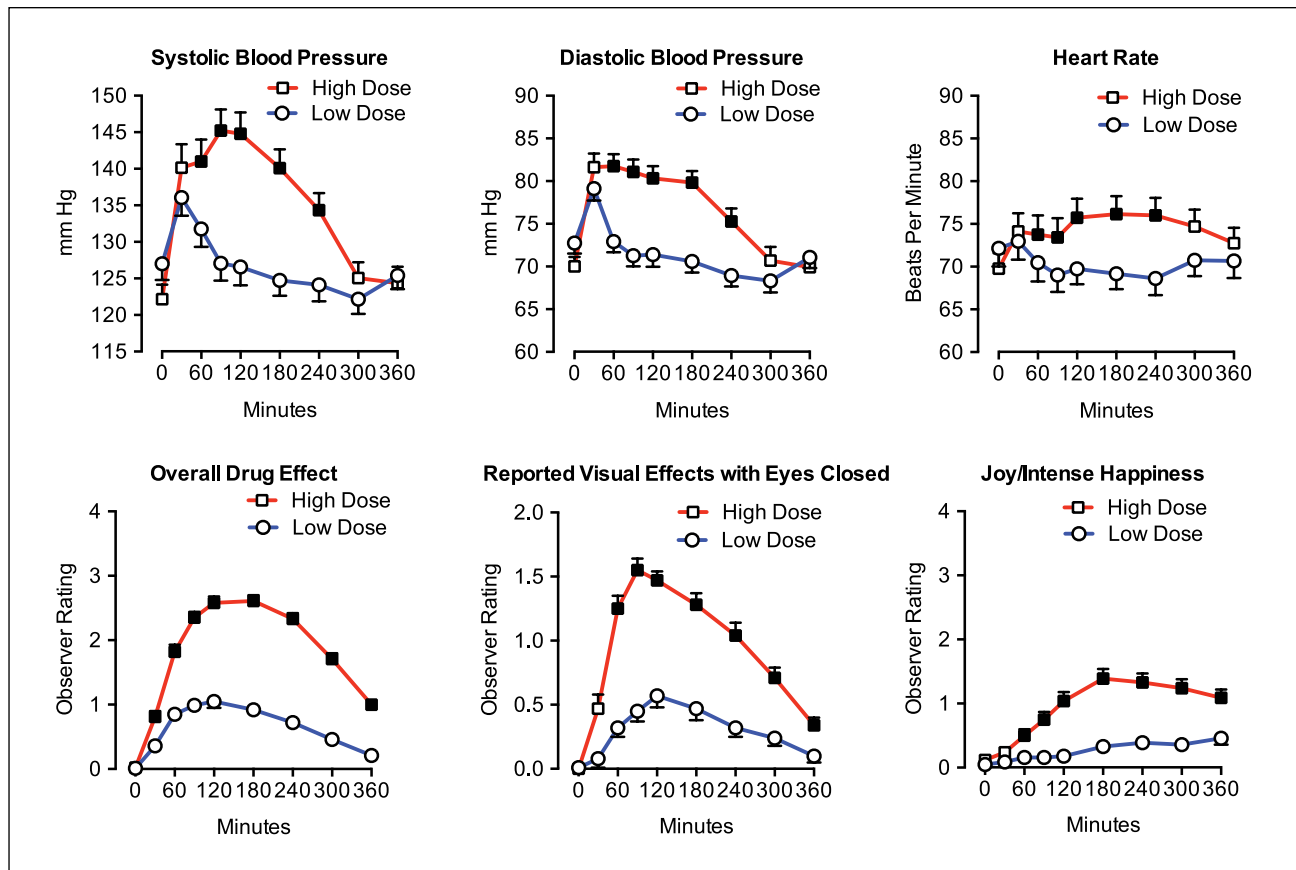 Systolic Blood Pressure
High Dose
Low Dose
mm Hg
150
145
140
135
130
125
120
115
0 60 120 180 240 300 360
Minutes
Diastolic Blood Pressure
High Dose
Low Dose
mm Hg
90
80
70
60
0 60 120 180 240 300 360
Minutes
Heart Rate
High Dose
Low Dose
Beats Per Minute
90
85
80
75
70
65
60
0 60 120 180 240 300 360
Minutes
Overall Drug Effect
High Dose
Low Dose
Observer Rating
4
3
2
1
0
0 60 120 180 240 300 360
Minutes
Reported Visual Effects with Eyes Closed
High Dose
Low Dose
Observer Rating
2.0
1.5
1.0
0.5
0.0
0 60 120 180 240 300 360
Minutes
Joy/Intense Happiness
High Dose
Low Dose
Observer Rating
4
3
2
1
0
0 60 120 180 240 300 360
Minutes